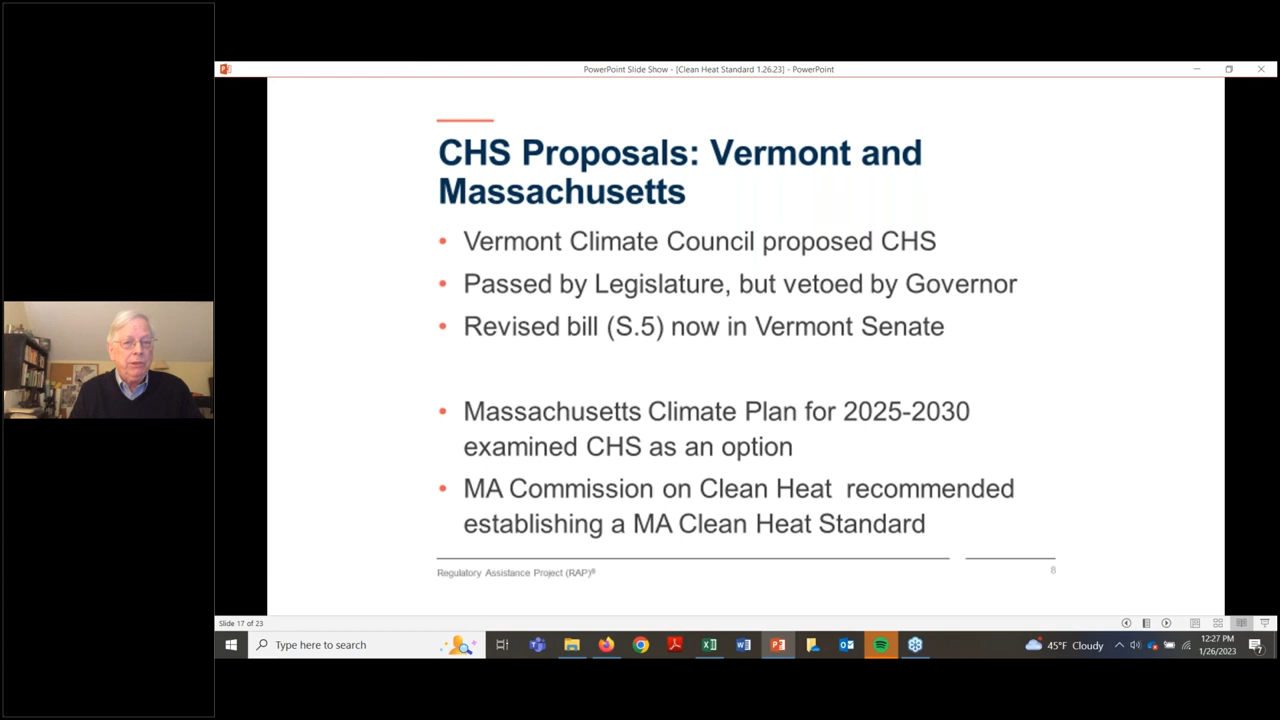 PowerPoint Slide Show - [Clean Heat Standard 1.26.23] - PowerPoint
CHS Proposals: Vermont and
Massachusetts
• Vermont Climate Council proposed CHS
• Passed by Legislature, but vetoed by Governor
• Revised bill (S.5) now in Vermont Senate
• Massachusetts Climate Plan for 2025-2030
examined CHS as an option
• MA Commission on Clean Heat recommended
establishing a MA Clean Heat Standard
Regulatory Assistance Project (RAP)®
8
Slide 17 of 23
Type here to search
45°F Cloudy
12:27 PM
1/26/2023
7